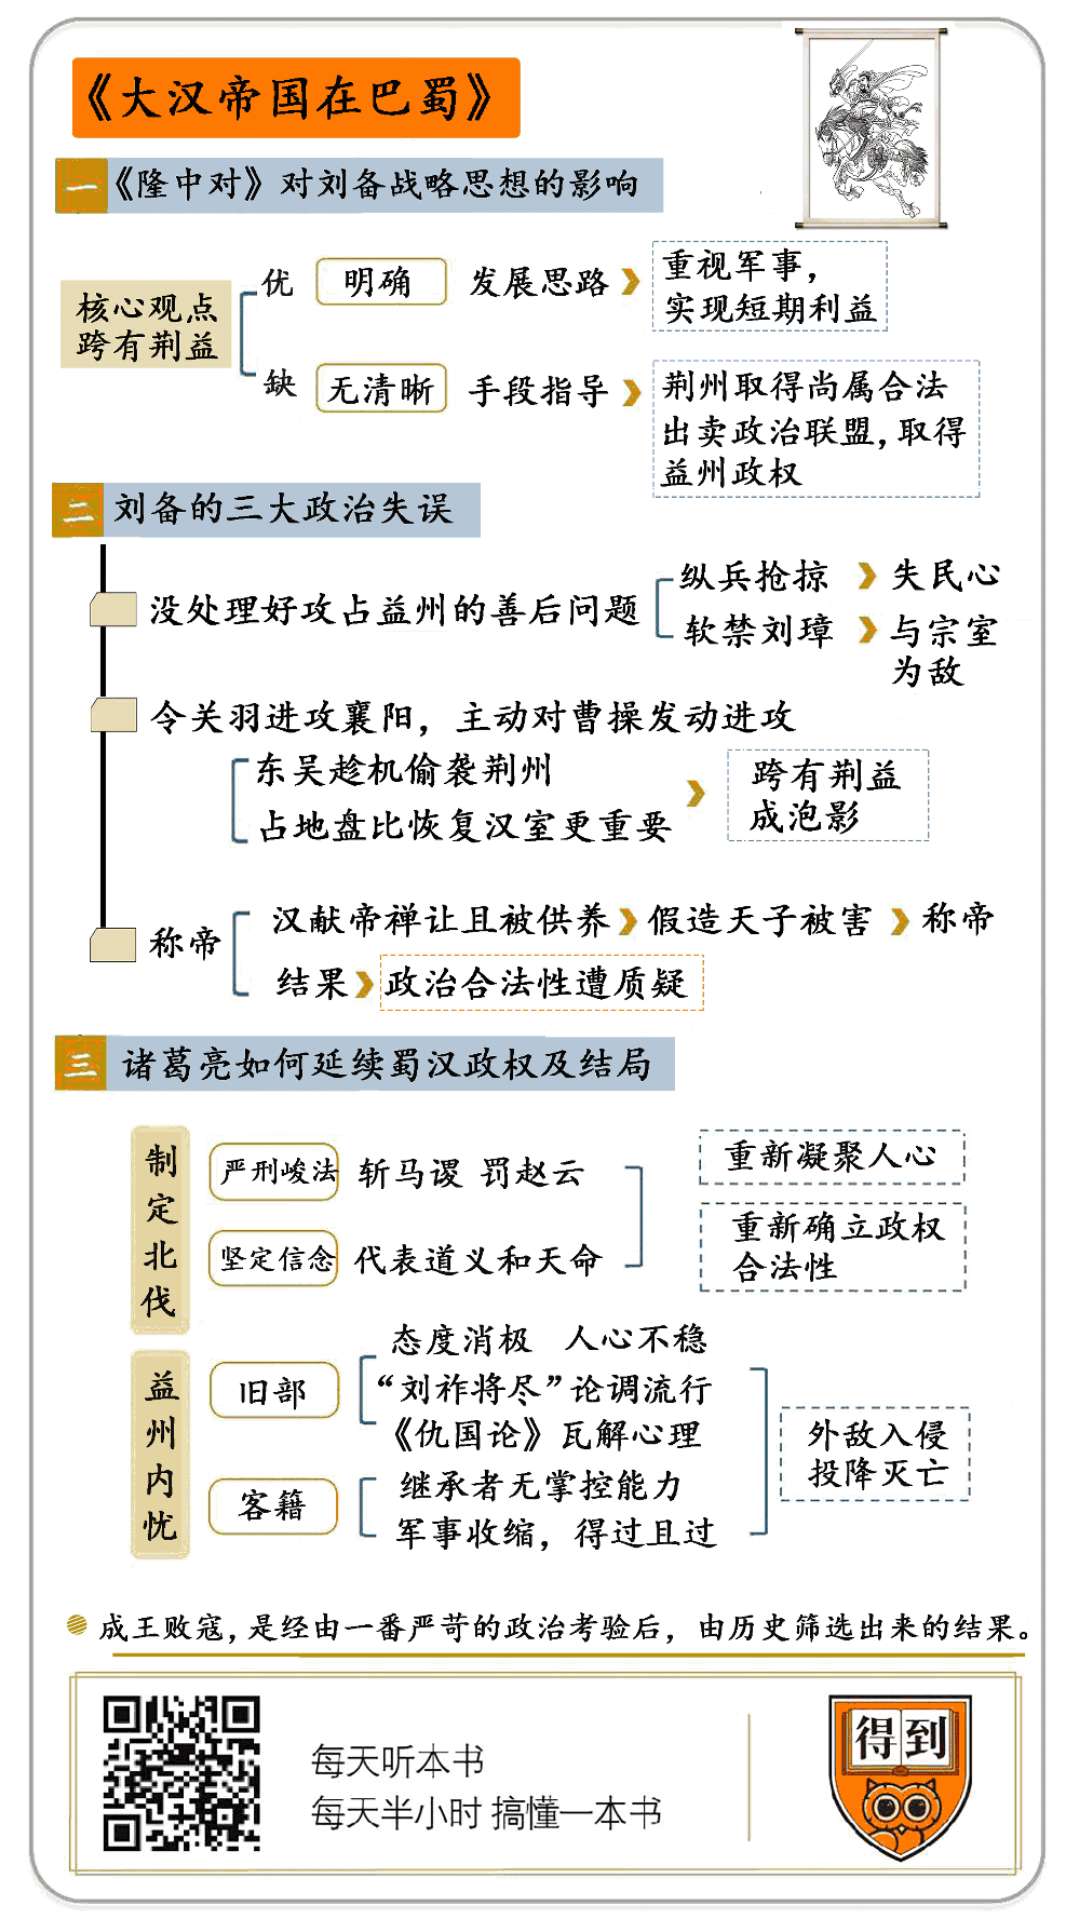 《大汉帝国在巴蜀》
一 《隆中对》对刘备战略思想的影响
核心观点
跨有荆益
优 明确 发展思路
重视军事，
实现短期利益
缺 无清晰 手段指导
荆州取得尚属合法
出卖政治联盟，取得
益州政权
二 刘备的三大政治失误
没处理好攻占益州的善后问题
纵兵抢掠 失民心
软禁刘璋 与宗室
为敌
令关羽进攻襄阳，主动对曹操发动进攻
东吴趁机偷袭荆州
占地盘比恢复汉室更重要
跨有荆益
成泡影
称帝
汉献帝禅让且被供养 假造天子被害 称帝
结果 政治合法性遭质疑
三 诸葛亮如何延续蜀汉政权及结局
制定北伐
严刑峻法 斩马谡 罚赵云
坚定信念 代表道义和天命
重新凝聚人心
重新确立政权
合法性
益州内忧
旧部
态度消极 人心不稳
“刘祚将尽”论调流行
《仇国论》瓦解心理
客籍
继承者无掌控能力
军事收缩，得过且过
外敌入侵
投降灭亡
成王败寇，是经由一番严苛的政治考验后，由历史筛选出来的结果。
每天听本书
每天半小时 搞懂一本书
得到